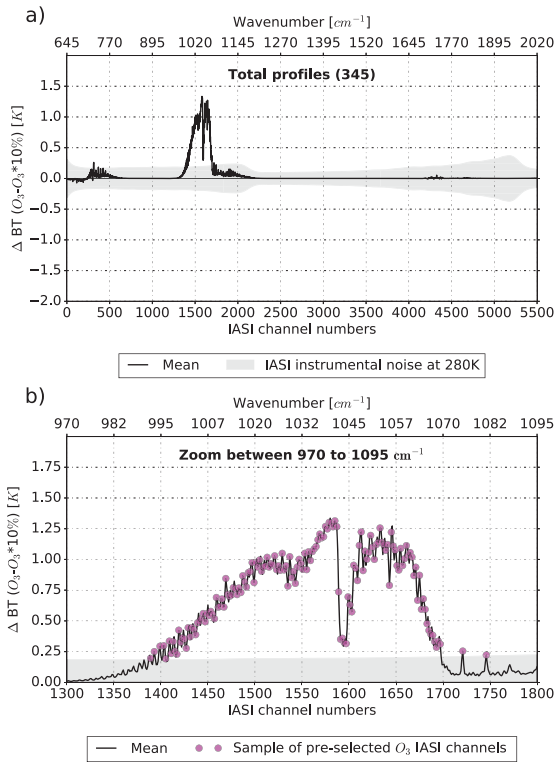 a)
Wavenumber [cm⁻¹]
645 770 895 1020 1145 1270 1395 1520 1645 1770 1895 2020
Total profiles (345)
Δ BT (O₃-O₃*10%) [K]
1.5
1.0
0.5
0.0
−0.5
−1.0
−1.5
−2.0
0 500 1000 1500 2000 2500 3000 3500 4000 4500 5000 5500
IASI channel numbers
Mean IASI instrumental noise at 280K
b)
Wavenumber [cm⁻¹]
970 982 995 1007 1020 1032 1045 1057 1070 1082 1095
Zoom between 970 to 1095 cm⁻¹
Δ BT (O₃-O₃*10%) [K]
1.75
1.50
1.25
1.00
0.75
0.50
0.25
0.00
1300 1350 1400 1450 1500 1550 1600 1650 1700 1750 1800
IASI channel numbers
Mean Sample of pre-selected O₃ IASI channels